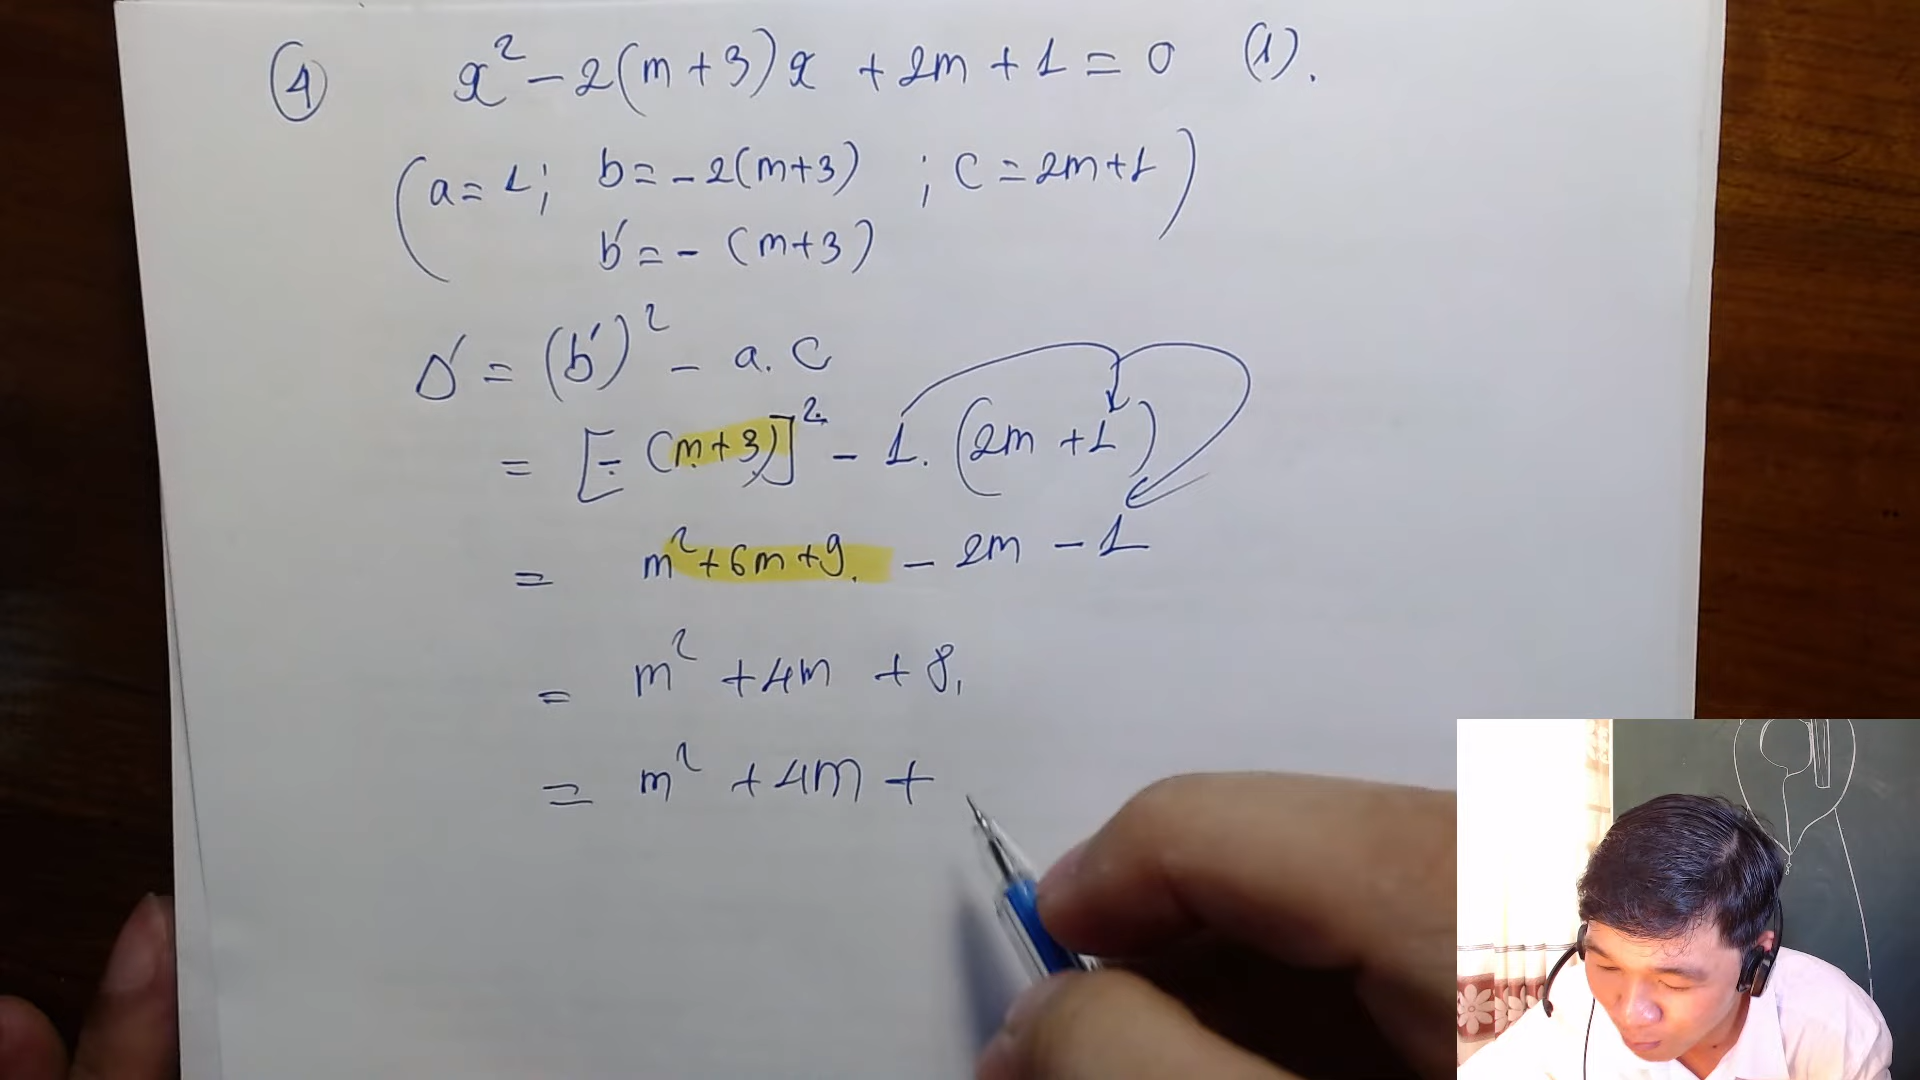 ④ x² - 2(m+3)x + 2m + 1 = 0 (1).
(a = 1; b = -2(m+3) ; c = 2m+1)
b' = - (m+3)
Δ' = (b')² - a.c
= [- (m+3)]² - 1. (2m + 1)
= m² + 6m + 9 - 2m - 1
= m² + 4m + 8
= m² + 4m +